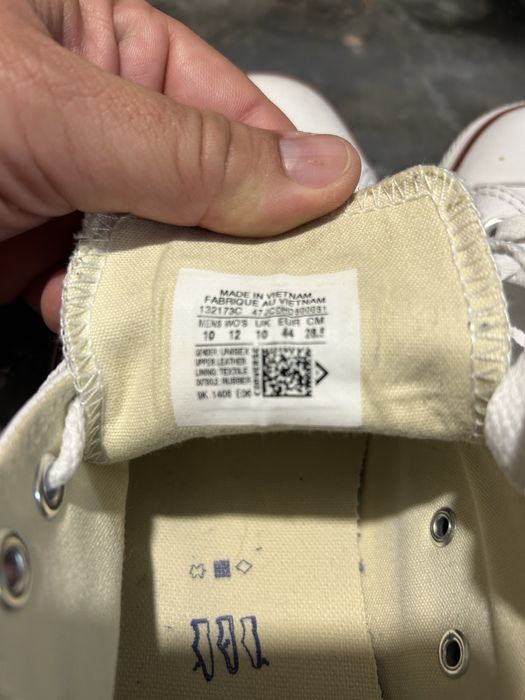 MADE IN VIETNAM
FABRIQUE AU VIETNAM
132173C
MENS WO'S UK EUR CM
10 12 10 44 28.5
GENDER: UNISEX
UPPER: LEATHER
LINING: TEXTILE
OUTSOLE: RUBBER
CONVERSE